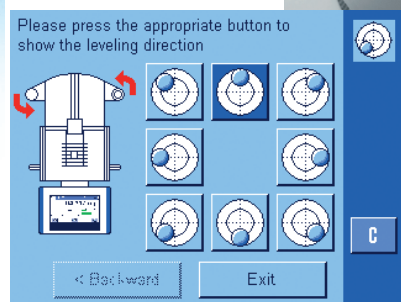 Please press the appropriate button to
show the leveling direction
C
< Backward
Exit